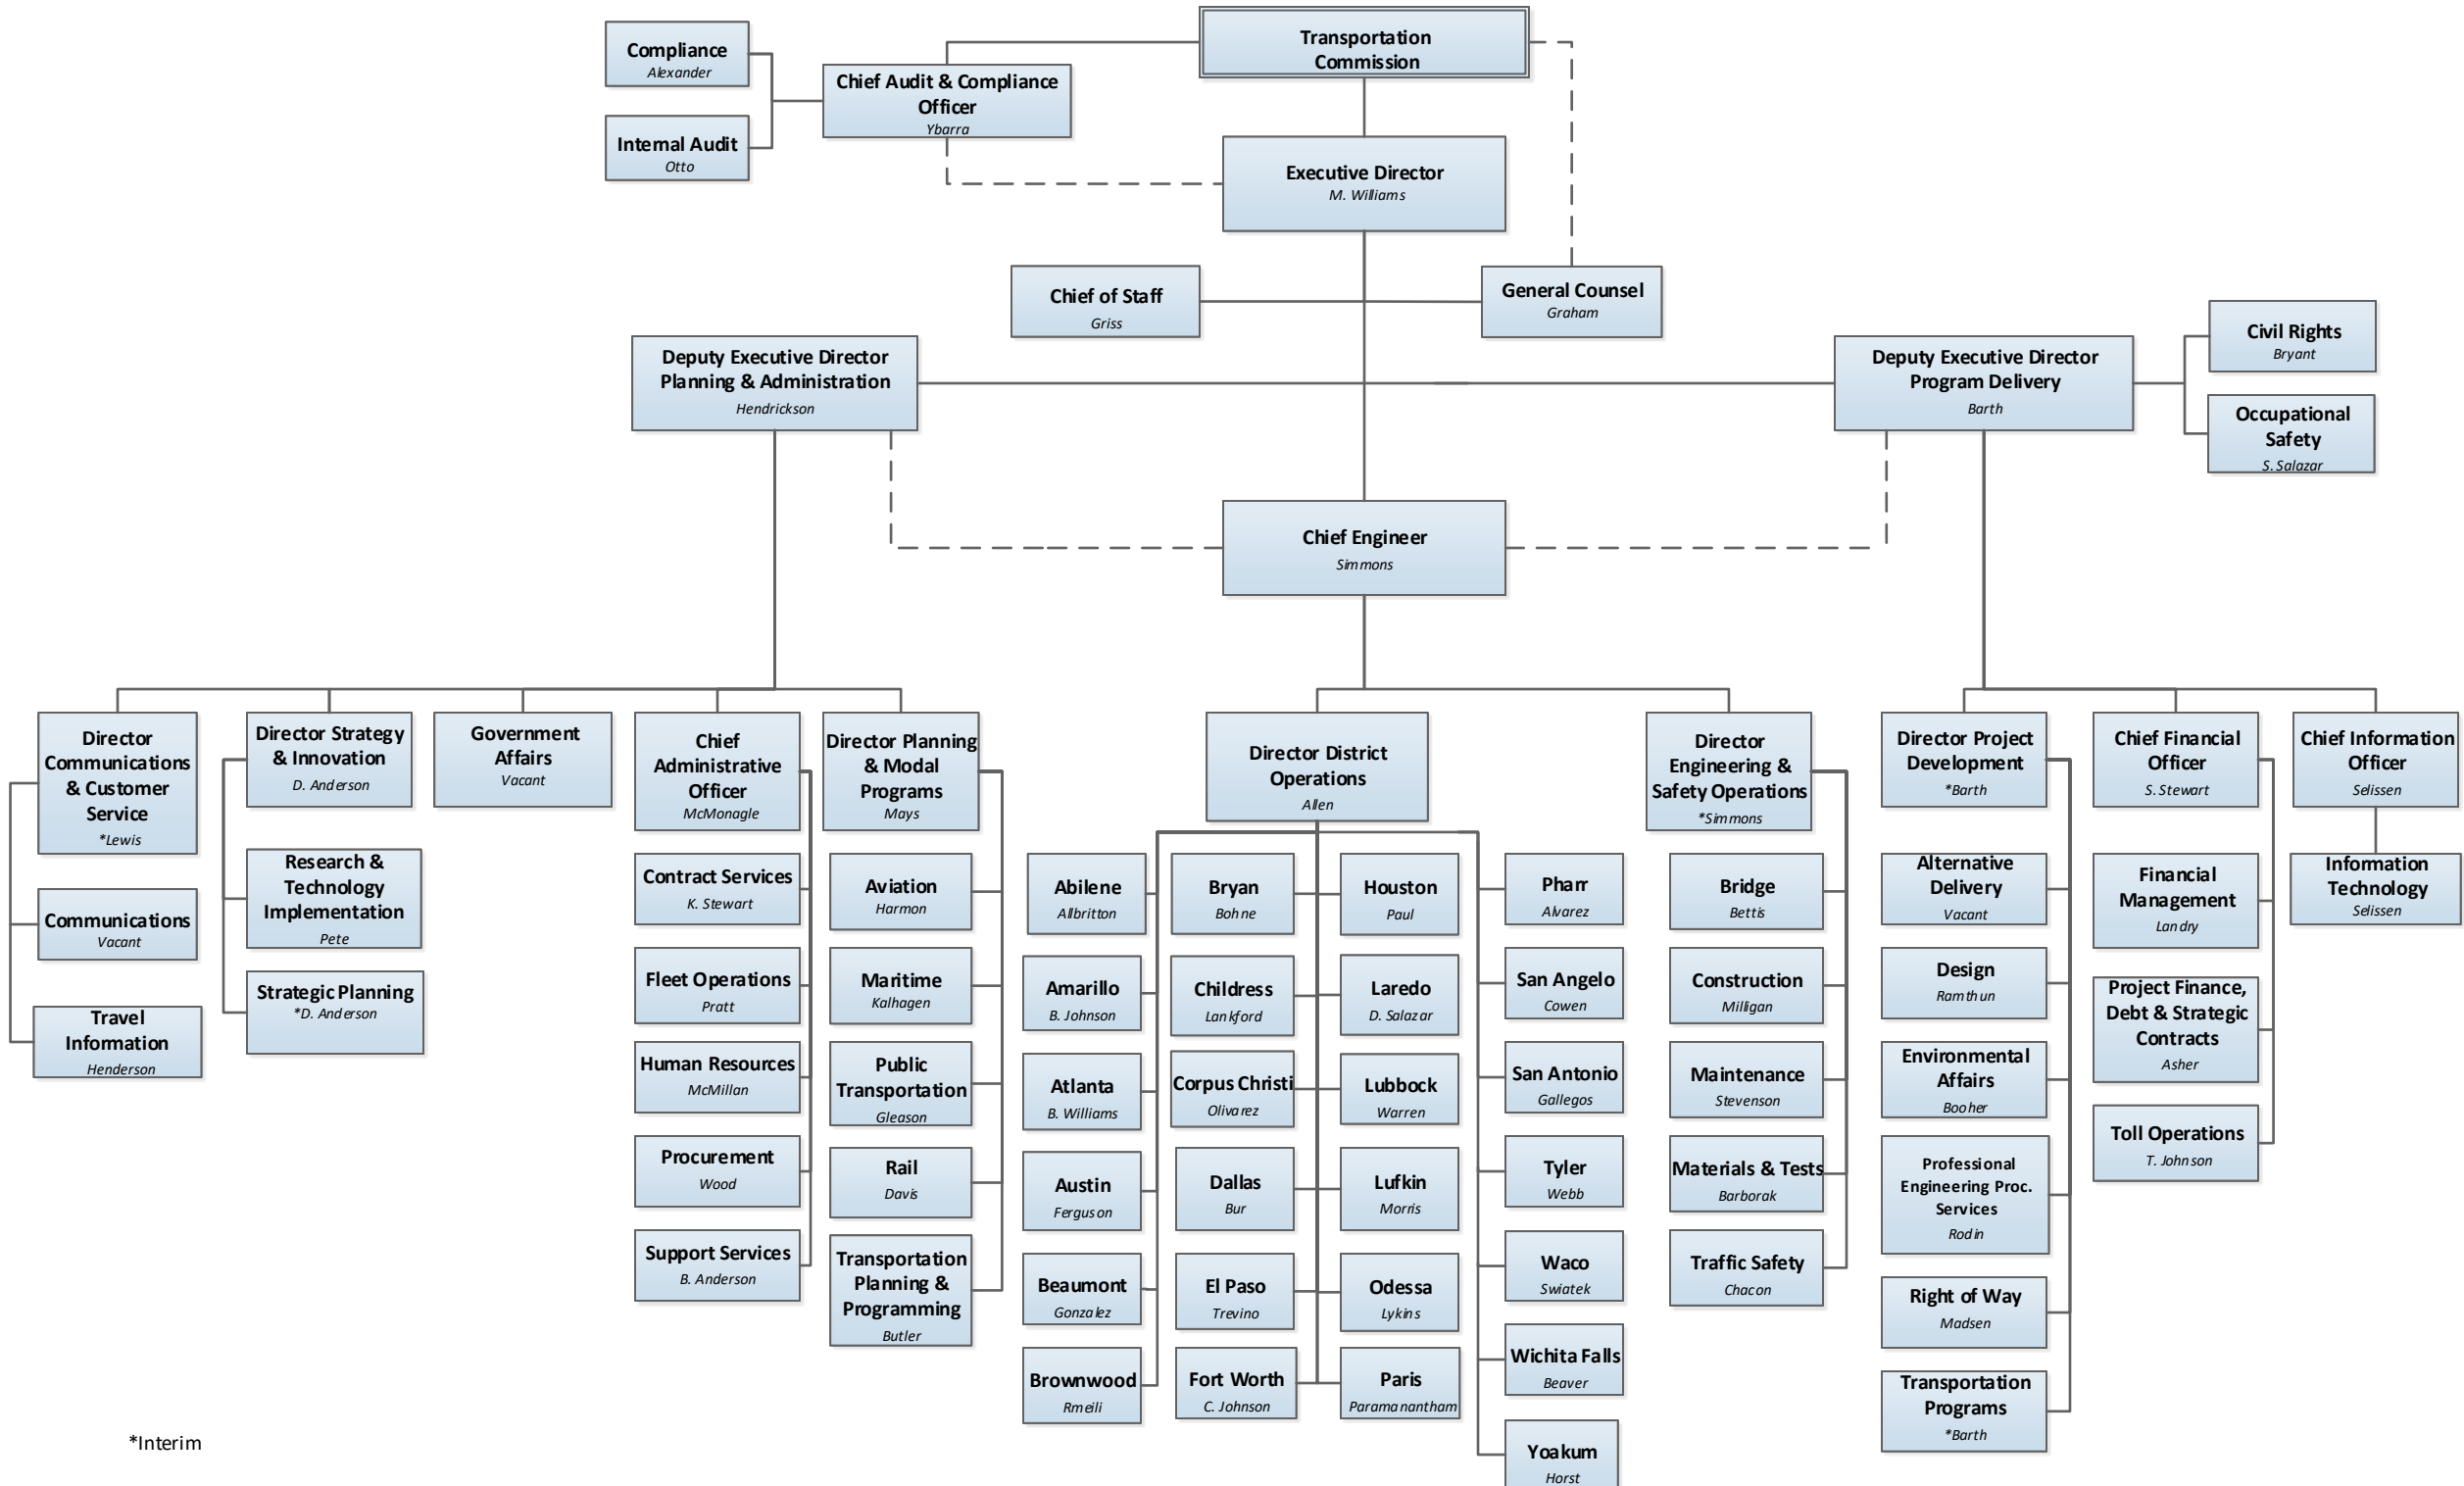 Transportation
Commission
Compliance
Alexander
Chief Audit & Compliance
Officer
Ybarra
Internal Audit
Otto
Executive Director
M. Williams
Chief of Staff
Griss
General Counsel
Graham
Deputy Executive Director
Planning & Administration
Hendrickson
Deputy Executive Director
Program Delivery
Barth
Civil Rights
Bryant
Occupational
Safety
S. Salazar
Chief Engineer
Simmons
Director
Communications
& Customer
Service
*Lewis
Communications
Vacant
Travel
Information
Henderson
Director Strategy
& Innovation
D. Anderson
Research &
Technology
Implementation
Pete
Strategic Planning
*D. Anderson
Government
Affairs
Vacant
Chief
Administrative
Officer
McMonagle
Contract Services
K. Stewart
Fleet Operations
Pratt
Human Resources
McMillan
Procurement
Wood
Support Services
B. Anderson
Director Planning
& Modal
Programs
Mays
Aviation
Harmon
Maritime
Kalhagen
Public
Transportation
Gleason
Rail
Davis
Transportation
Planning &
Programming
Butler
Director District
Operations
Allen
Abilene
Allbritton
Amarillo
B. Johnson
Atlanta
B. Williams
Austin
Ferguson
Beaumont
Gonzalez
Brownwood
Rmeili
Bryan
Bohne
Childress
Lankford
Corpus Christi
Olivarez
Dallas
Bur
El Paso
Trevino
Fort Worth
C. Johnson
Houston
Paul
Laredo
D. Salazar
Lubbock
Warren
Lufkin
Morris
Odessa
Lykins
Paris
Paramanantham
Pharr
Alvarez
San Angelo
Cowen
San Antonio
Gallegos
Tyler
Webb
Waco
Swiatek
Wichita Falls
Beaver
Yoakum
Horst
Director
Engineering &
Safety Operations
*Simmons
Bridge
Bettis
Construction
Milligan
Maintenance
Stevenson
Materials & Tests
Barborak
Traffic Safety
Chacon
Director Project
Development
*Barth
Alternative
Delivery
Vacant
Design
Ramthun
Environmental
Affairs
Booher
Professional
Engineering Proc.
Services
Rodin
Right of Way
Madsen
Transportation
Programs
*Barth
Chief Financial
Officer
S. Stewart
Financial
Management
Landry
Project Finance,
Debt & Strategic
Contracts
Asher
Toll Operations
T. Johnson
Chief Information
Officer
Selissen
Information
Technology
Selissen
*Interim